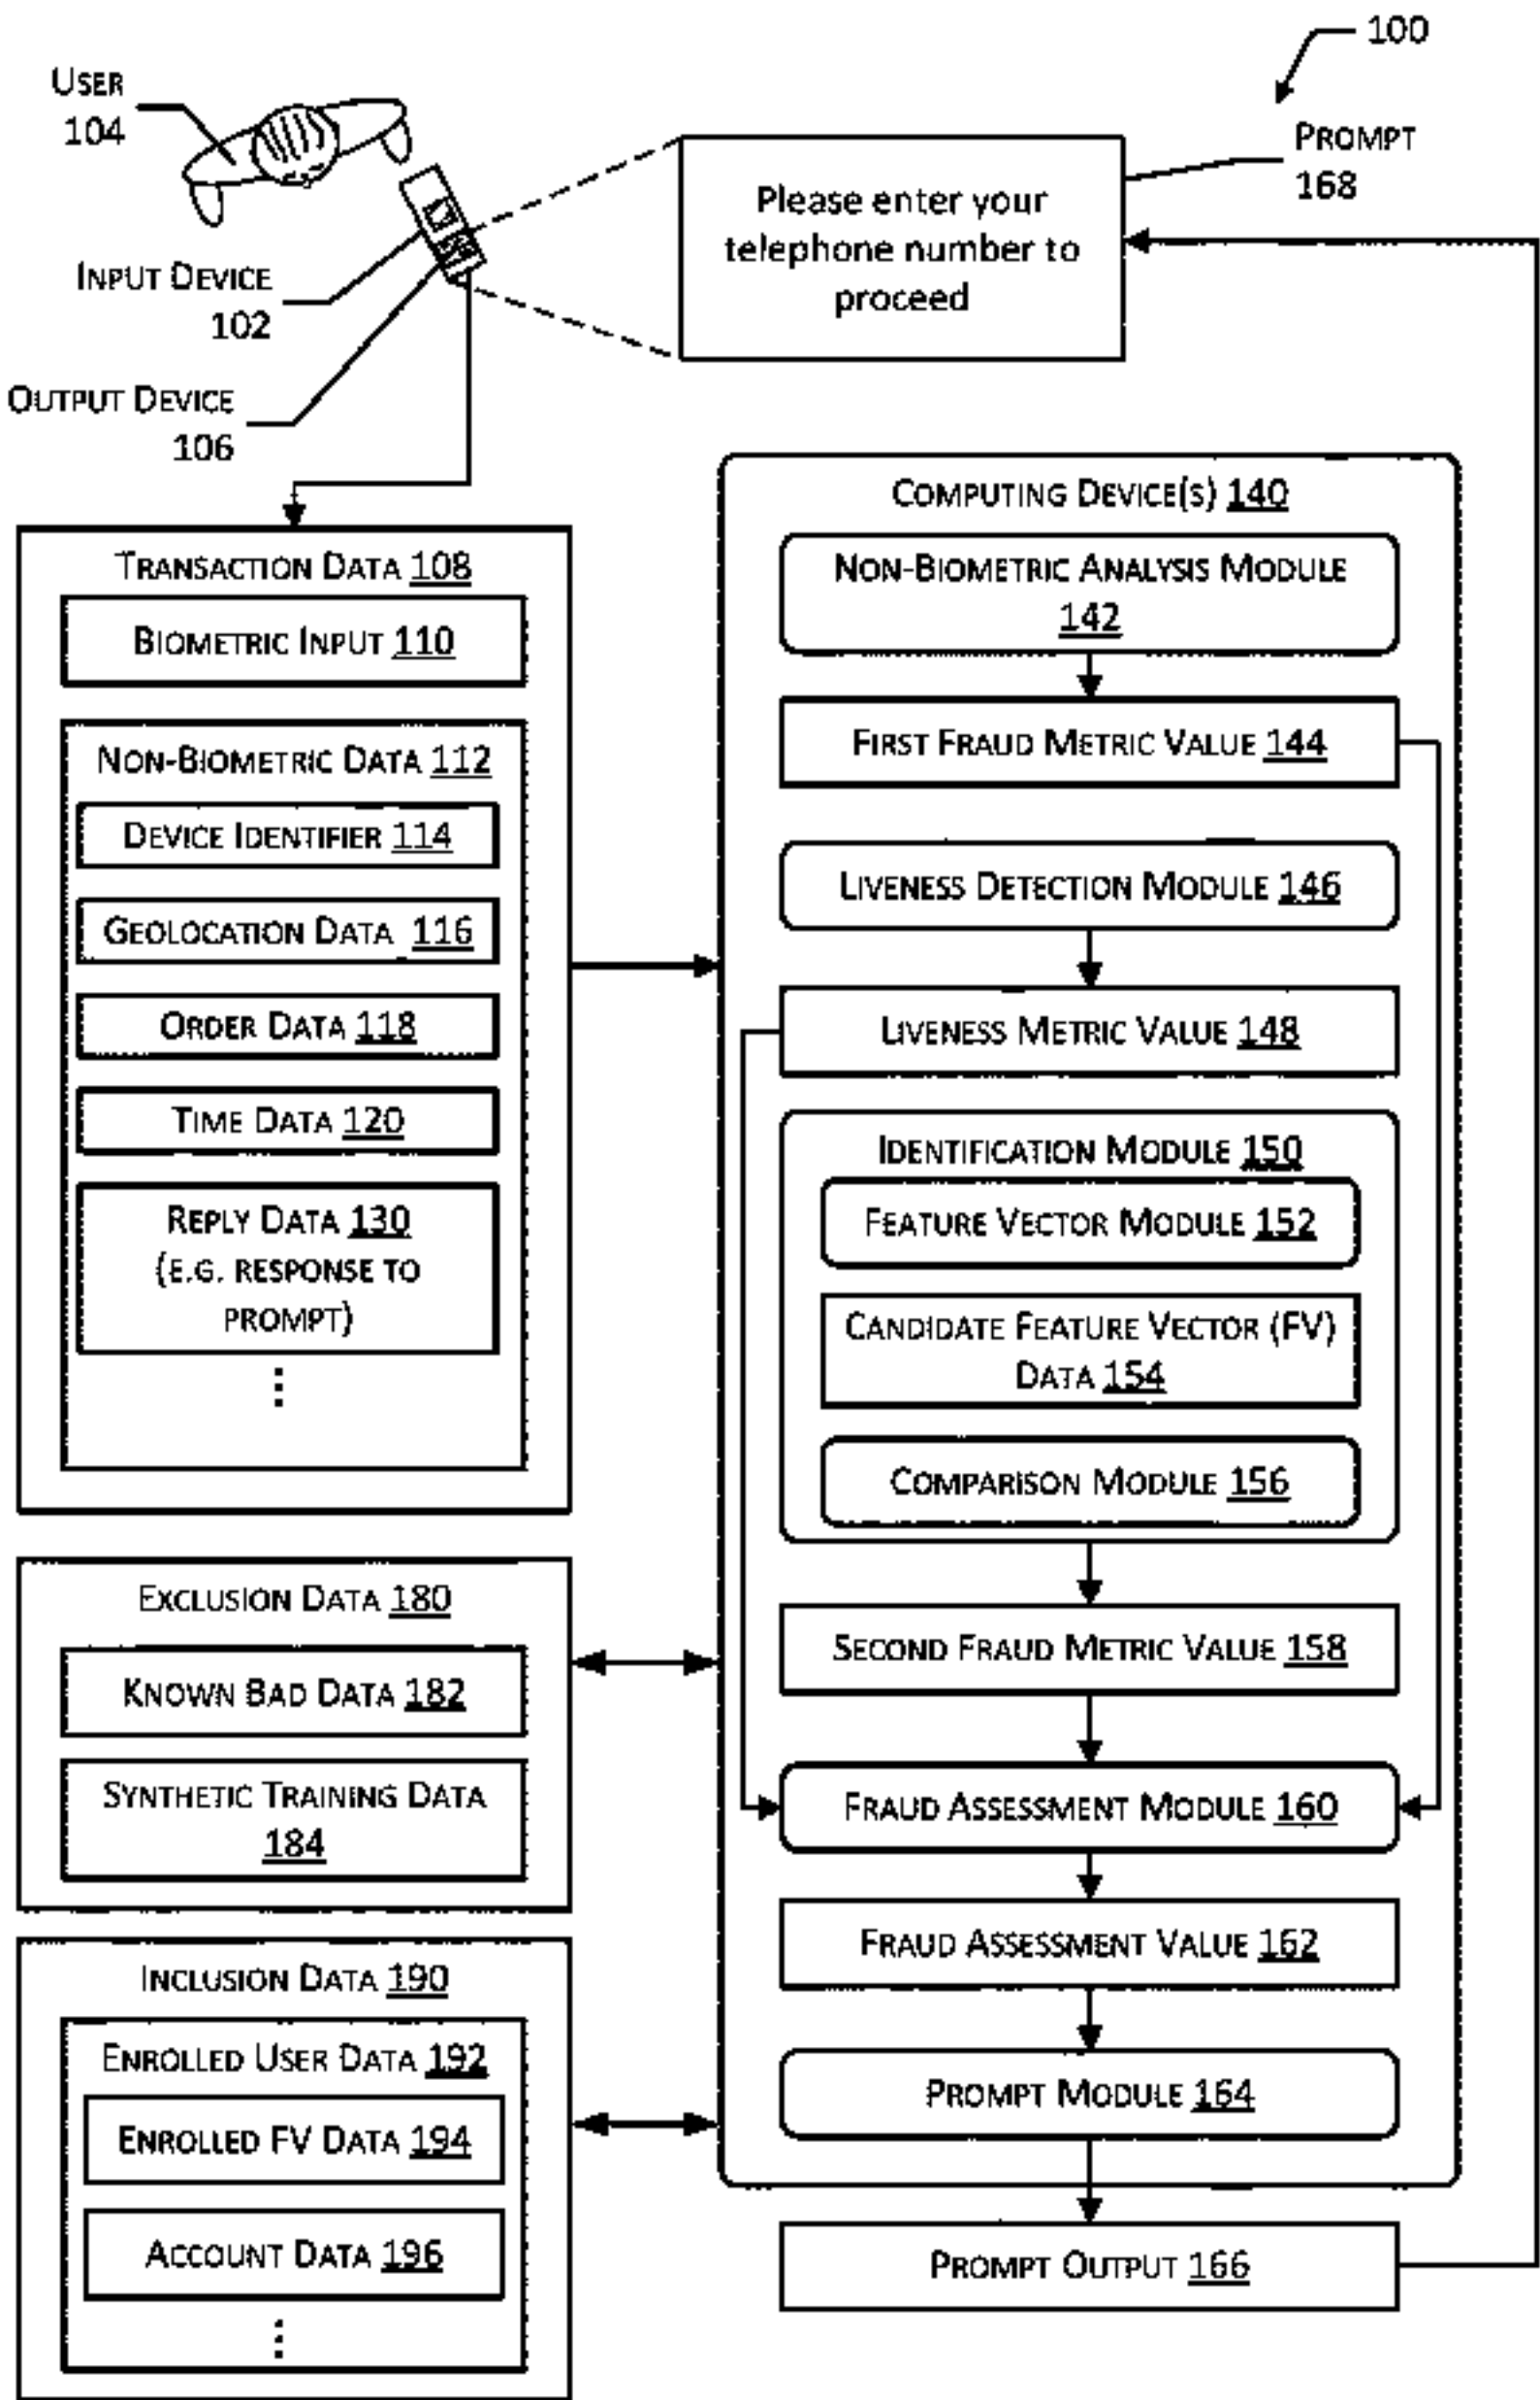 100
USER
104
PROMPT
168
Please enter your
telephone number to
proceed
INPUT DEVICE
102
OUTPUT DEVICE
106
TRANSACTION DATA 108
BIOMETRIC INPUT 110
NON-BIOMETRIC DATA 112
DEVICE IDENTIFIER 114
GEOLOCATION DATA 116
ORDER DATA 118
TIME DATA 120
REPLY DATA 130
(E.G. RESPONSE TO
PROMPT)
EXCLUSION DATA 180
KNOWN BAD DATA 182
SYNTHETIC TRAINING DATA
184
INCLUSION DATA 190
ENROLLED USER DATA 192
ENROLLED FV DATA 194
ACCOUNT DATA 196
COMPUTING DEVICE(S) 140
NON-BIOMETRIC ANALYSIS MODULE
142
FIRST FRAUD METRIC VALUE 144
LIVENESS DETECTION MODULE 146
LIVENESS METRIC VALUE 148
IDENTIFICATION MODULE 150
FEATURE VECTOR MODULE 152
CANDIDATE FEATURE VECTOR (FV)
DATA 154
COMPARISON MODULE 156
SECOND FRAUD METRIC VALUE 158
FRAUD ASSESSMENT MODULE 160
FRAUD ASSESSMENT VALUE 162
PROMPT MODULE 164
PROMPT OUTPUT 166